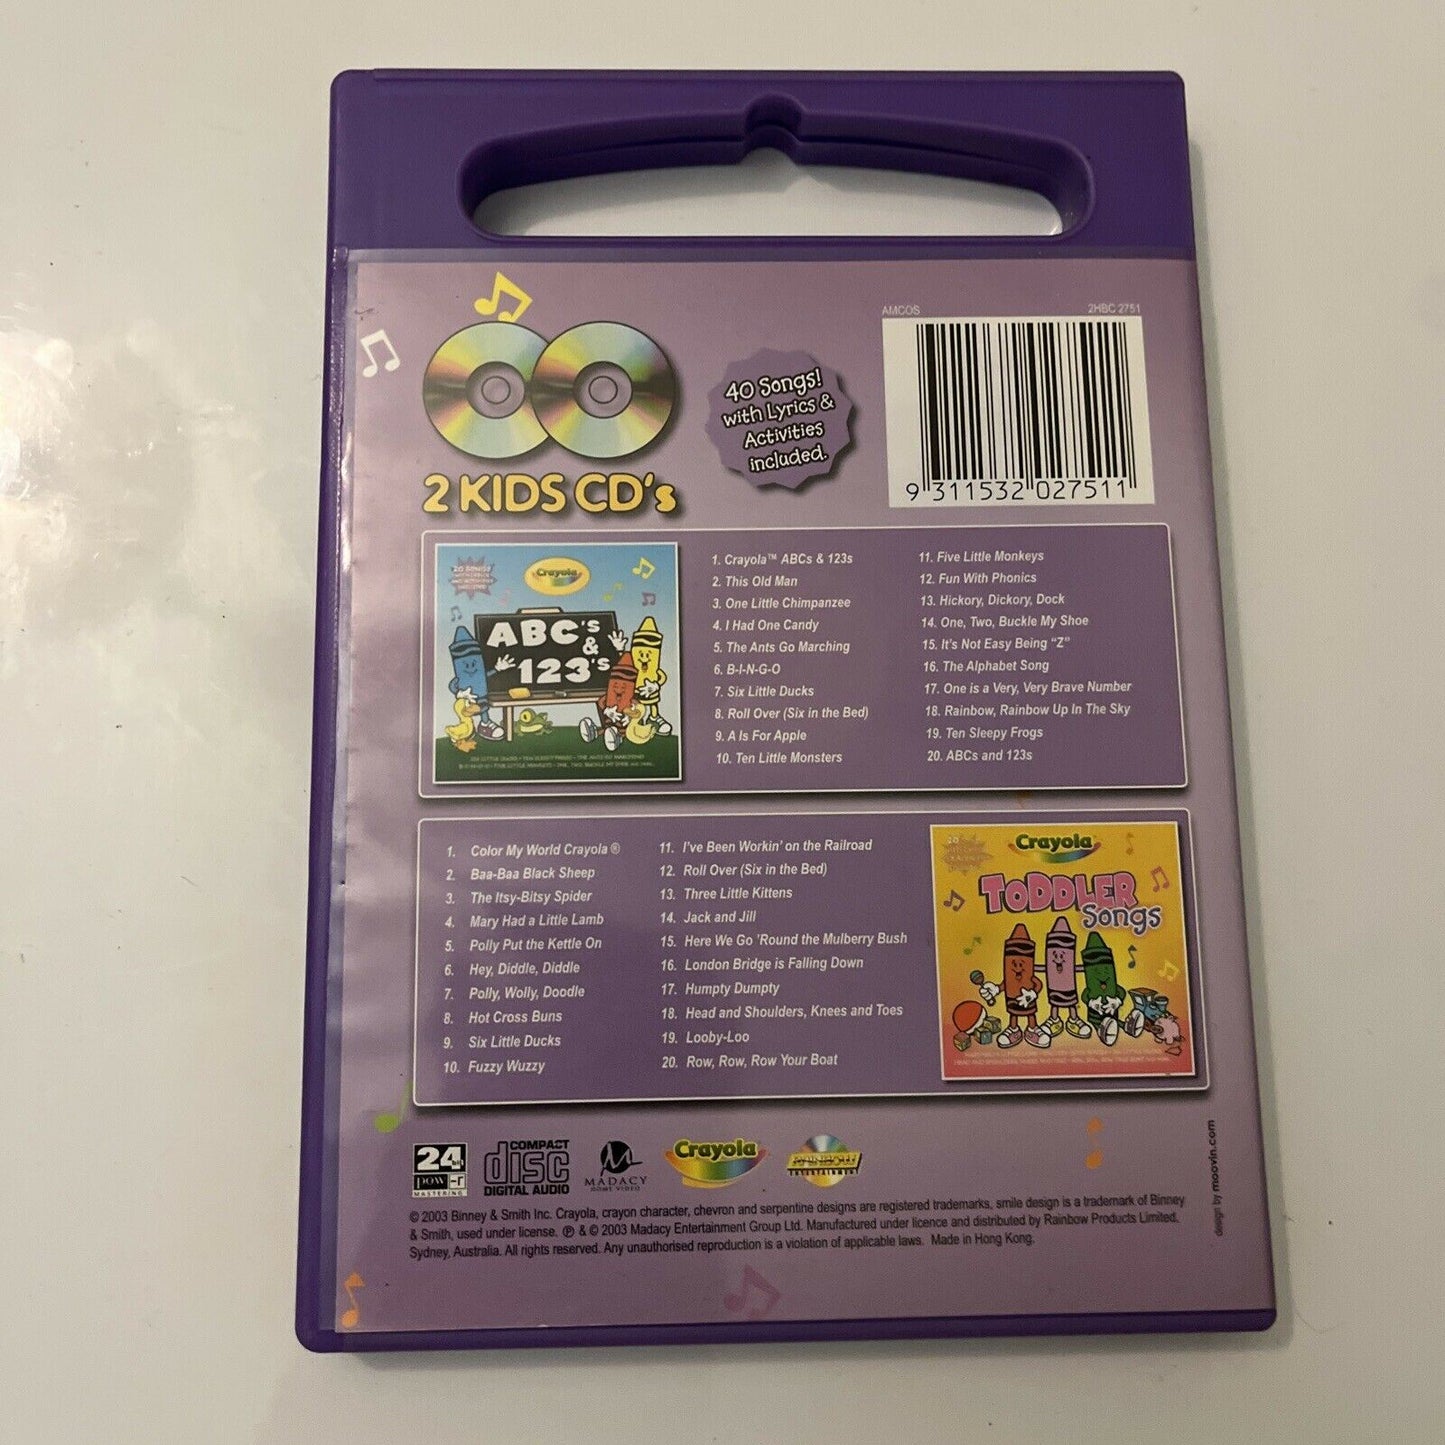 AMCOS
2HBC 2751
40 Songs!
with Lyrics &
Activities
included.
9 311532 027511
2 KIDS CD's
Crayola
ABC's
&
123's
1. Crayola™ ABCs & 123s
2. This Old Man
3. One Little Chimpanzee
4. I Had One Candy
5. The Ants Go Marching
6. B-I-N-G-O
7. Six Little Ducks
8. Roll Over (Six in the Bed)
9. A Is For Apple
10. Ten Little Monsters
11. Five Little Monkeys
12. Fun With Phonics
13. Hickory, Dickory, Dock
14. One, Two, Buckle My Shoe
15. It's Not Easy Being “Z”
16. The Alphabet Song
17. One is a Very, Very Brave Number
18. Rainbow, Rainbow Up In The Sky
19. Ten Sleepy Frogs
20. ABCs and 123s
1. Color My World Crayola ®
2. Baa-Baa Black Sheep
3. The Itsy-Bitsy Spider
4. Mary Had a Little Lamb
5. Polly Put the Kettle On
6. Hey, Diddle, Diddle
7. Polly, Wolly, Doodle
8. Hot Cross Buns
9. Six Little Ducks
10. Fuzzy Wuzzy
11. I've Been Workin' on the Railroad
12. Roll Over (Six in the Bed)
13. Three Little Kittens
14. Jack and Jill
15. Here We Go 'Round the Mulberry Bush
16. London Bridge is Falling Down
17. Humpty Dumpty
18. Head and Shoulders, Knees and Toes
19. Looby-Loo
20. Row, Row, Row Your Boat
Crayola
TODDLER
Songs
24 bit
pow-r
MASTERING
COMPACT
disc
DIGITAL AUDIO
MADACY
HOME VIDEO
Crayola
RAINBOW
ENTERTAINMENT
design by moovin.com
© 2003 Binney & Smith Inc. Crayola, crayon character, chevron and serpentine designs are registered trademarks, smile design is a trademark of Binney
& Smith, used under license. ℗ & © 2003 Madacy Entertainment Group Ltd. Manufactured under licence and distributed by Rainbow Products Limited,
Sydney, Australia. All rights reserved. Any unauthorised reproduction is a violation of applicable laws. Made in Hong Kong.